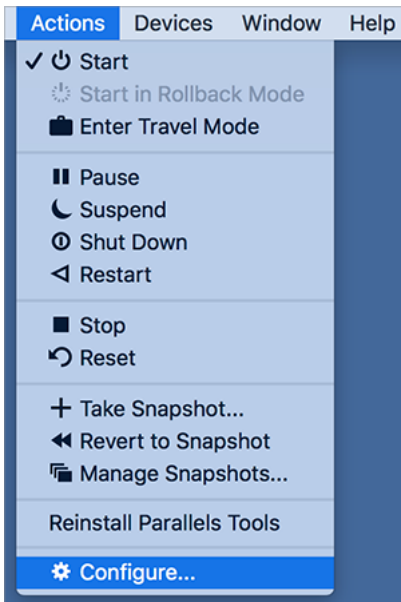 Actions Devices Window Help
Start
Start in Rollback Mode
Enter Travel Mode
Pause
Suspend
Shut Down
Restart
Stop
Reset
Take Snapshot...
Revert to Snapshot
Manage Snapshots...
Reinstall Parallels Tools
Configure...